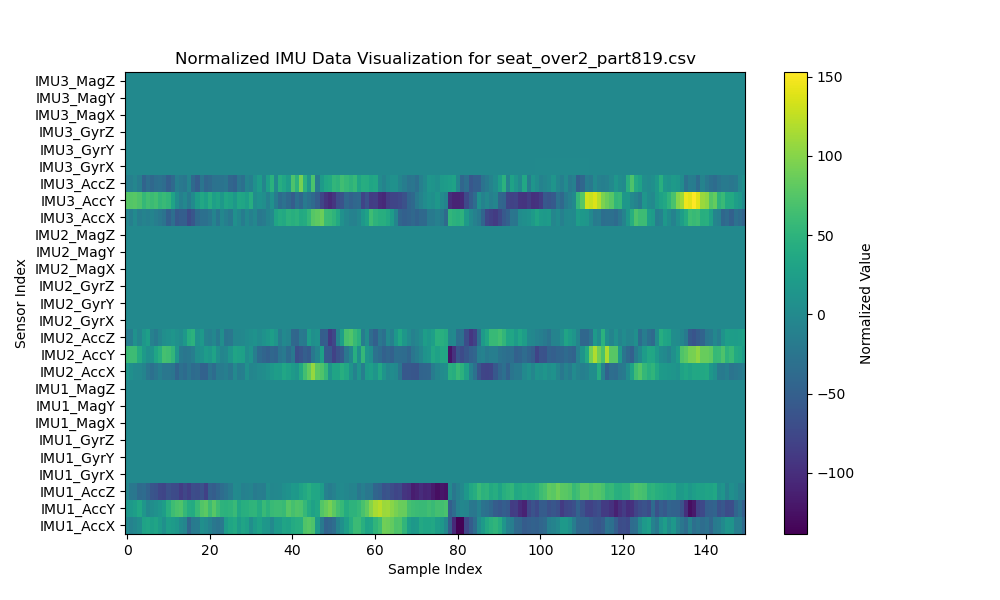 Normalized IMU Data Visualization for seat_over2_part819.csv
IMU3_MagZ
IMU3_MagY
IMU3_MagX
IMU3_GyrZ
IMU3_GyrY
IMU3_GyrX
IMU3_AccZ
IMU3_AccY
IMU3_AccX
IMU2_MagZ
IMU2_MagY
IMU2_MagX
IMU2_GyrZ
IMU2_GyrY
IMU2_GyrX
IMU2_AccZ
IMU2_AccY
IMU2_AccX
IMU1_MagZ
IMU1_MagY
IMU1_MagX
IMU1_GyrZ
IMU1_GyrY
IMU1_GyrX
IMU1_AccZ
IMU1_AccY
IMU1_AccX
Sensor Index
0 20 40 60 80 100 120 140
Sample Index
150
100
50
0
−50
−100
Normalized Value